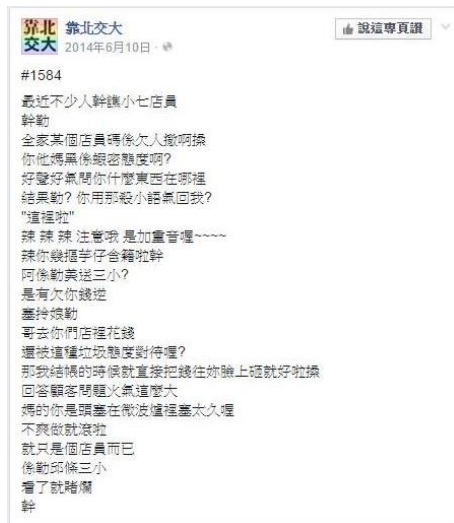 靠北
交大
靠北交大
2014年6月10日
說這專頁讚
#1584
最近不少人幹譙小七店員
幹勒
全家某個店員碼係欠人撤啊操
你他媽黑係蝦密態度啊?
好聲好氣問你什麼東西在哪裡
結果勒? 你用那殺小語氣回我?
"這裡啦"
辣 辣 辣 注意哦 是加重音喔~~~~
辣你幾摳芋仔含籍啦幹
阿係勒美送三小?
是有欠你錢逆
塞拎娘勒
哥去你們店裡花錢
還被這種垃圾態度對待喔?
那我結帳的時候就直接把錢往妳臉上砸就好啦操
回答顧客問題火氣這麼大
媽的你是頭塞在微波爐裡塞太久喔
不爽做就滾啦
就只是個店員而已
係勒邱條三小
看了就賭爛
幹